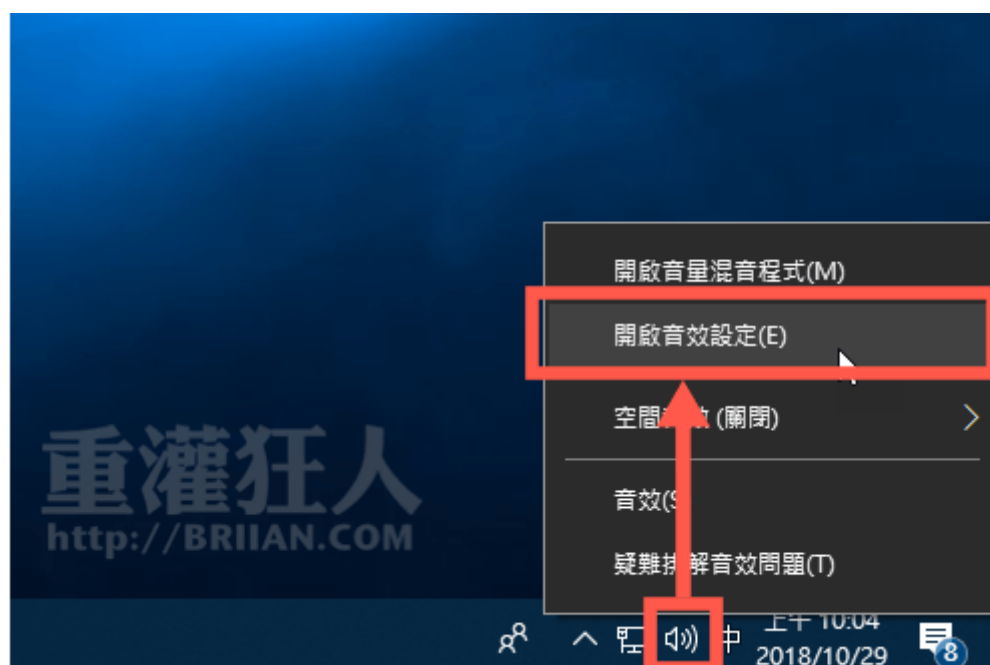 開啟音量混音程式(M)
開啟音效設定(E)
空間 (關閉)
重灌狂人
音效(S
http://BRIIAN.COM
疑難排解音效問題(T)
中
上午 10:04
2018/10/29
8